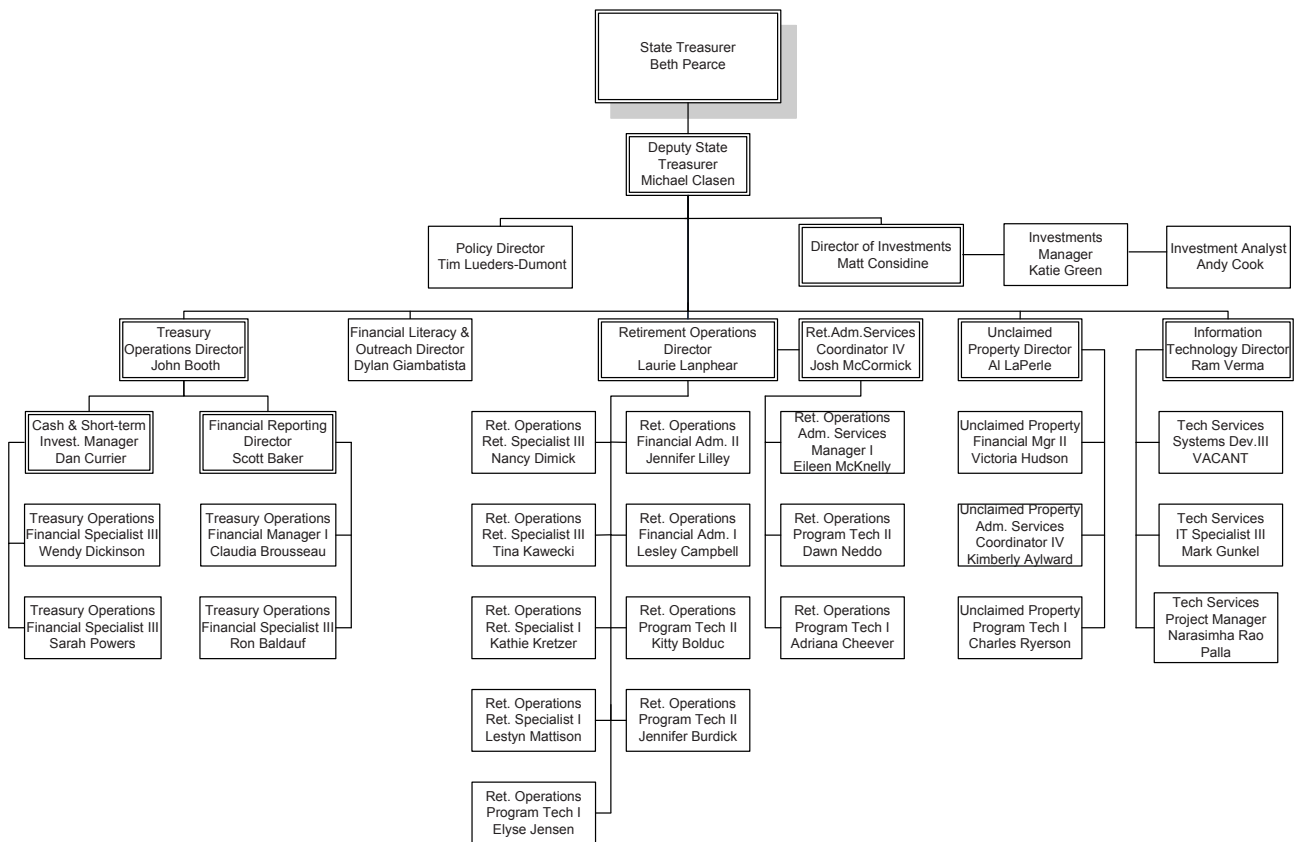 State Treasurer
Beth Pearce
Deputy State
Treasurer
Michael Clasen
Policy Director
Tim Lueders-Dumont
Director of Investments
Matt Considine
Investments
Manager
Katie Green
Investment Analyst
Andy Cook
Treasury
Operations Director
John Booth
Financial Literacy &
Outreach Director
Dylan Giambatista
Retirement Operations
Director
Laurie Lanphear
Ret.Adm.Services
Coordinator IV
Josh McCormick
Unclaimed
Property Director
Al LaPerle
Information
Technology Director
Ram Verma
Cash & Short-term
Invest. Manager
Dan Currier
Financial Reporting
Director
Scott Baker
Ret. Operations
Ret. Specialist III
Nancy Dimick
Ret. Operations
Financial Adm. II
Jennifer Lilley
Ret. Operations
Adm. Services
Manager I
Eileen McKnelly
Unclaimed Property
Financial Mgr II
Victoria Hudson
Tech Services
Systems Dev.III
VACANT
Treasury Operations
Financial Specialist III
Wendy Dickinson
Treasury Operations
Financial Manager I
Claudia Brousseau
Ret. Operations
Ret. Specialist III
Tina Kawecki
Ret. Operations
Financial Adm. I
Lesley Campbell
Ret. Operations
Program Tech II
Dawn Neddo
Unclaimed Property
Adm. Services
Coordinator IV
Kimberly Aylward
Tech Services
IT Specialist III
Mark Gunkel
Treasury Operations
Financial Specialist III
Sarah Powers
Treasury Operations
Financial Specialist III
Ron Baldauf
Ret. Operations
Ret. Specialist I
Kathie Kretzer
Ret. Operations
Program Tech II
Kitty Bolduc
Ret. Operations
Program Tech I
Adriana Cheever
Unclaimed Property
Program Tech I
Charles Ryerson
Tech Services
Project Manager
Narasimha Rao
Palla
Ret. Operations
Ret. Specialist I
Lestyn Mattison
Ret. Operations
Program Tech II
Jennifer Burdick
Ret. Operations
Program Tech I
Elyse Jensen